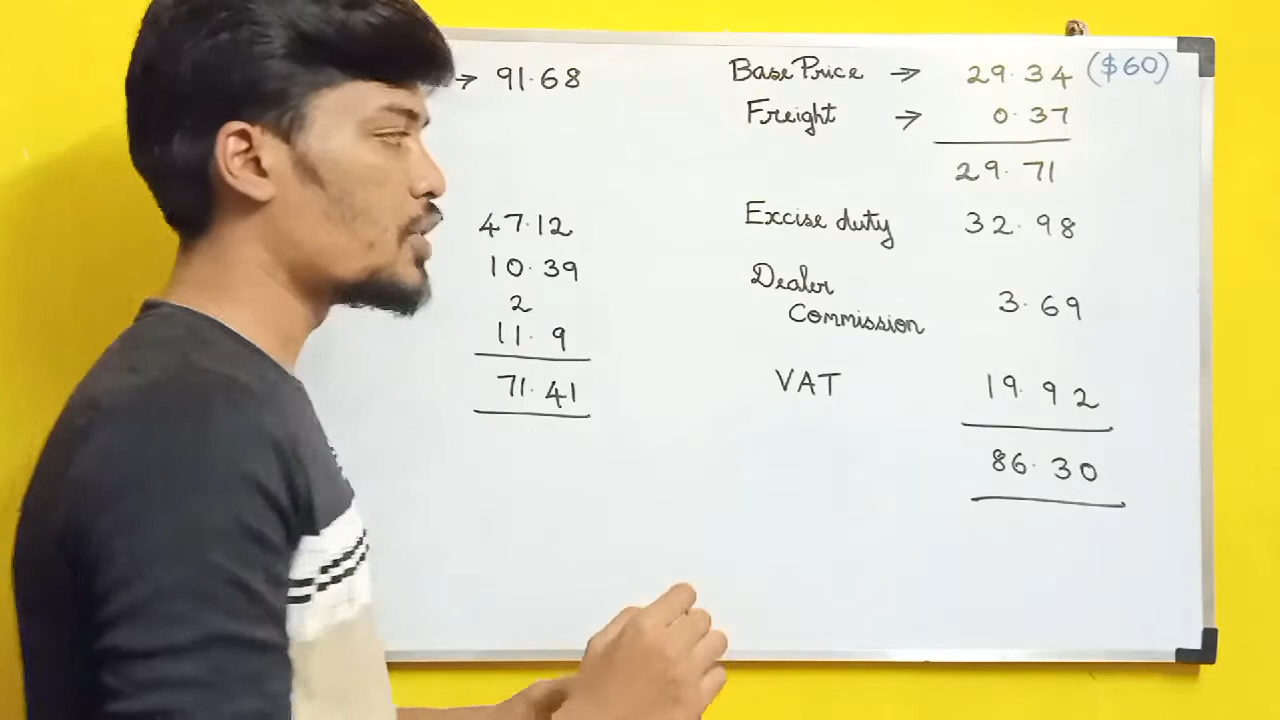 → 91.68
47.12
10.39
2
11.9
71.41
Base Price → 29.34 ($60)
Freight → 0.37
29.71
Excise duty 32.98
Dealer
Commission 3.69
VAT 19.92
86.30